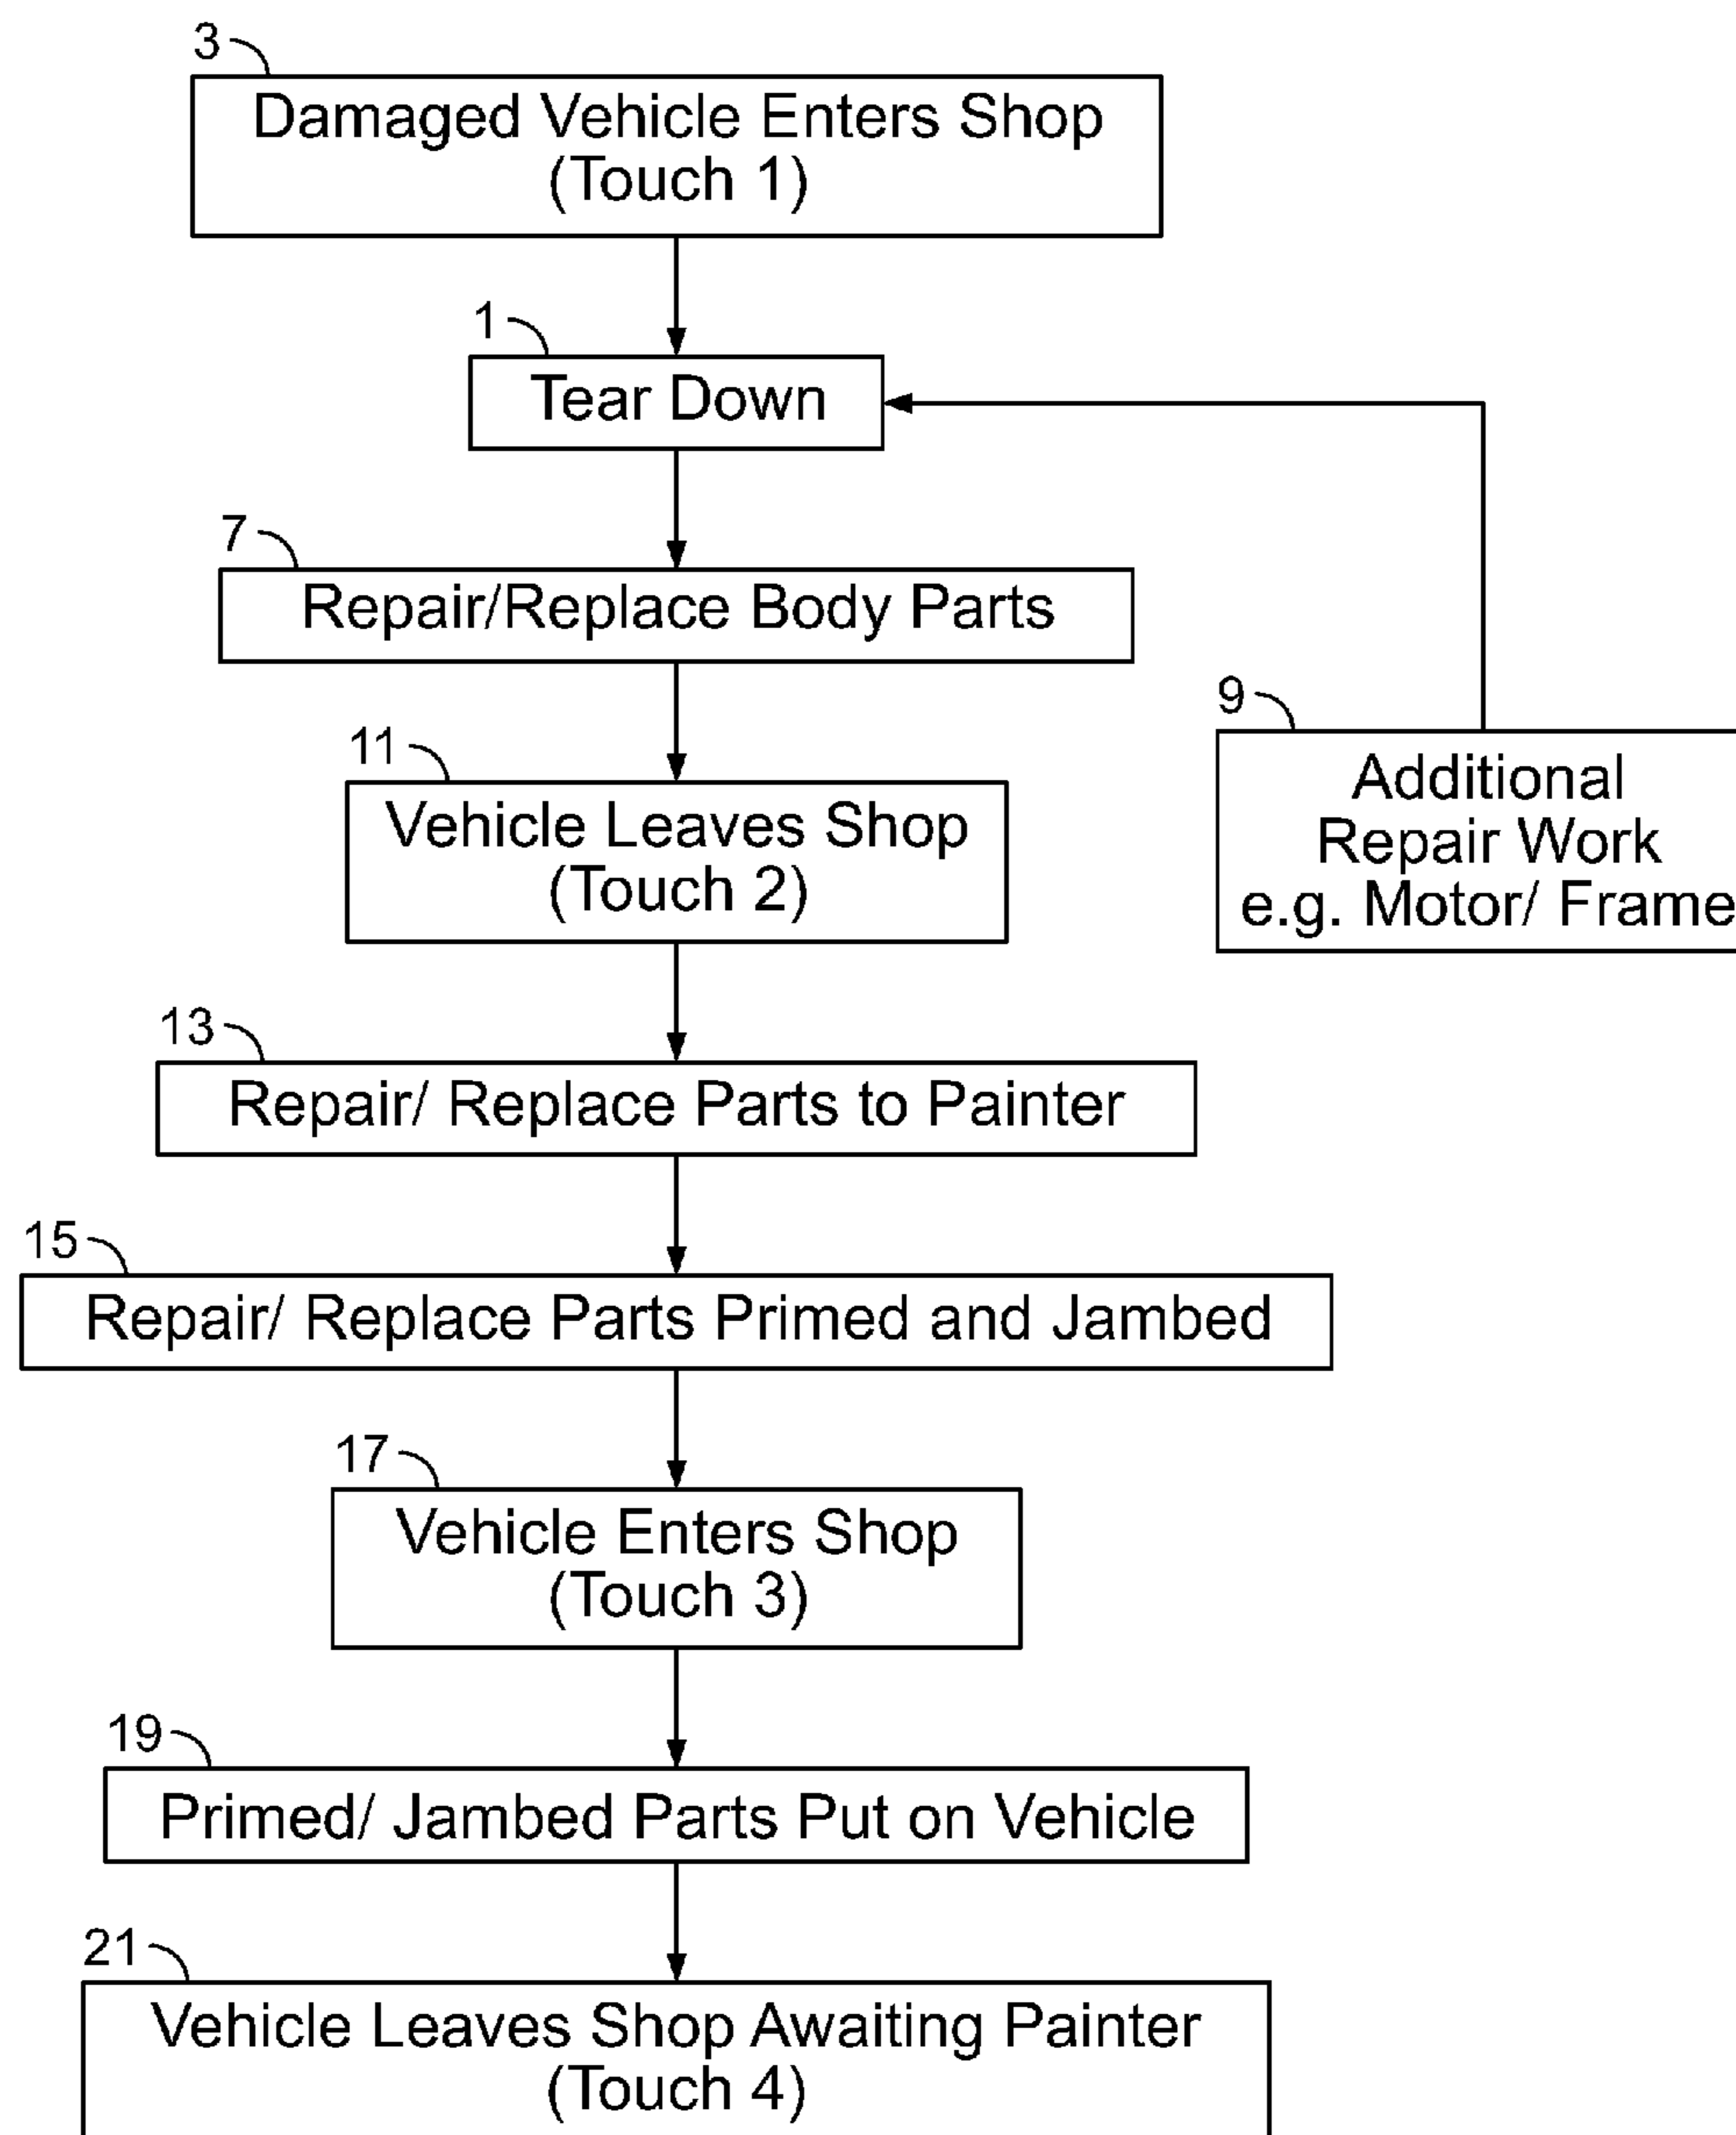 3
Damaged Vehicle Enters Shop
(Touch 1)
1
Tear Down
7
Repair/Replace Body Parts
9
Additional
Repair Work
e.g. Motor/ Frame
11
Vehicle Leaves Shop
(Touch 2)
13
Repair/ Replace Parts to Painter
15
Repair/ Replace Parts Primed and Jambed
17
Vehicle Enters Shop
(Touch 3)
19
Primed/ Jambed Parts Put on Vehicle
21
Vehicle Leaves Shop Awaiting Painter
(Touch 4)